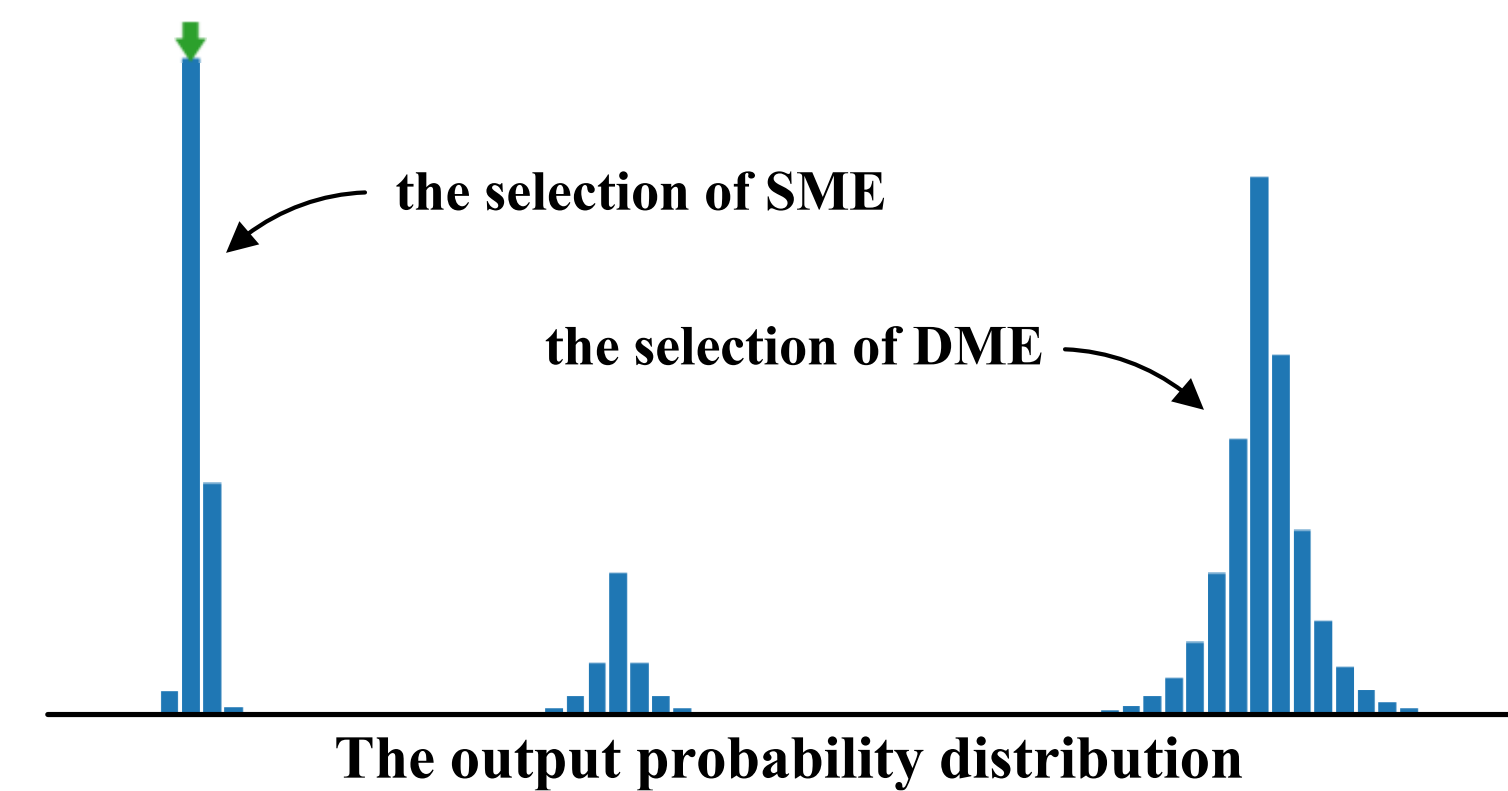 the selection of SME
the selection of DME
The output probability distribution